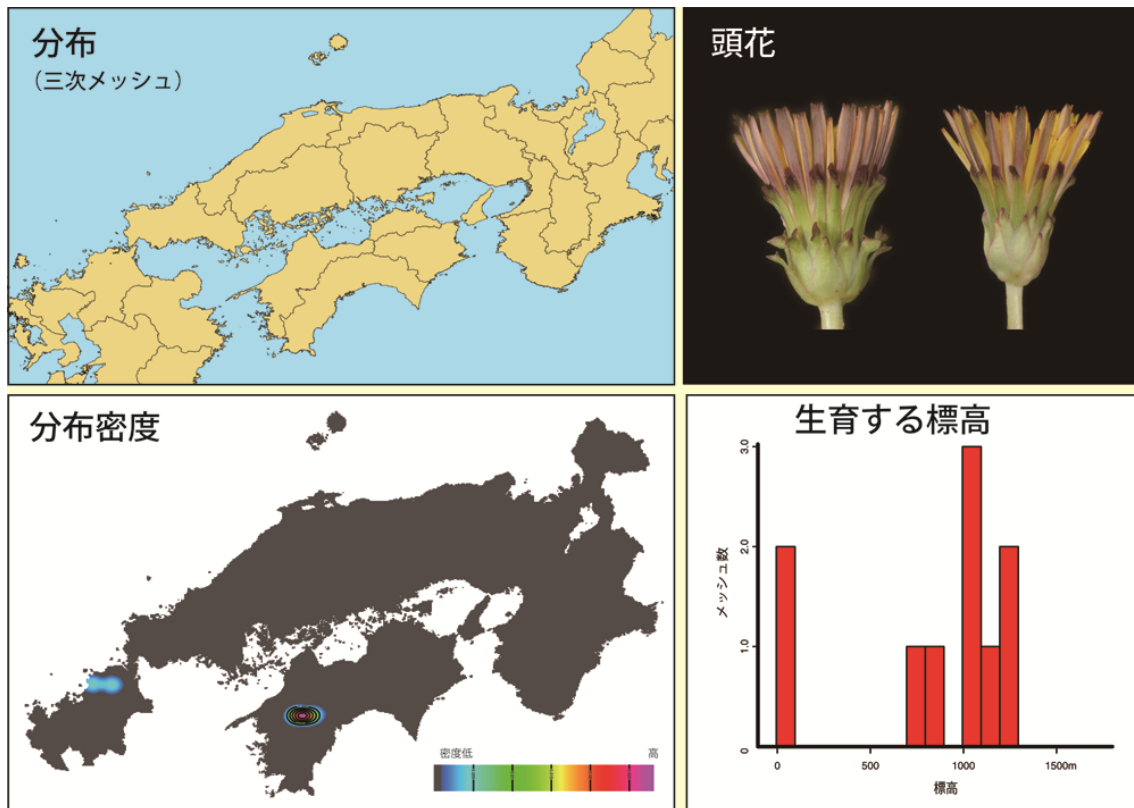 分布
(三次メッシュ)
頭花
分布密度
密度低
高
生育する標高
メッシュ数
3.0
2.0
1.0
0
0
500
1000
1500m
標高